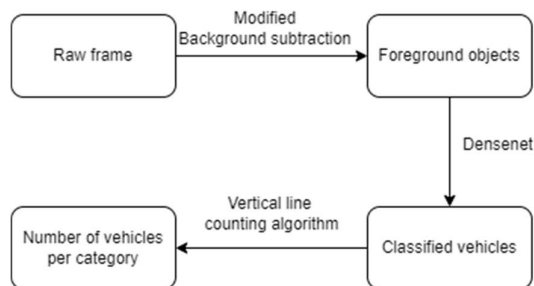 Modified
Background subtraction
Raw frame
Foreground objects
Densenet
Vertical line
counting algorithm
Number of vehicles
per category
Classified vehicles